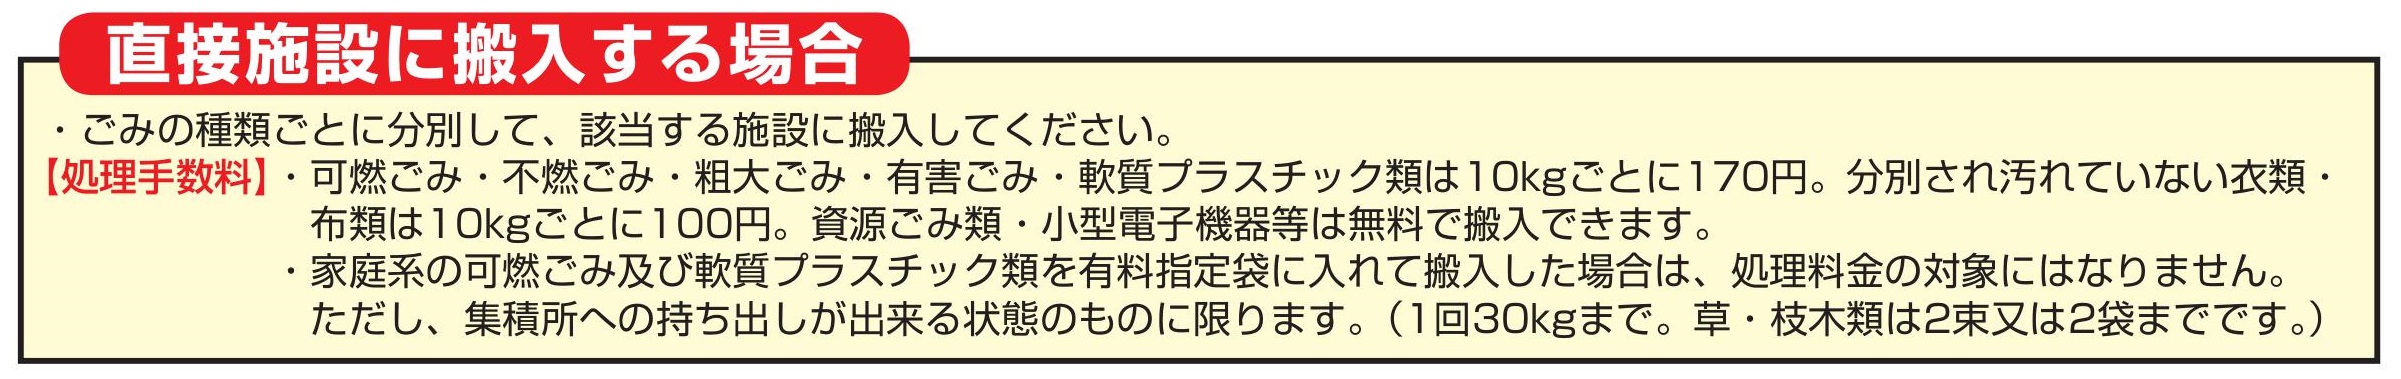 直接施設に搬入する場合
・ごみの種類ごとに分別して、該当する施設に搬入してください。
【処理手数料】・可燃ごみ・不燃ごみ・粗大ごみ・有害ごみ・軟質プラスチック類は10kgごとに170円。分別され汚れていない衣類・
布類は10kgごとに100円。資源ごみ類・小型電子機器等は無料で搬入できます。
・家庭系の可燃ごみ及び軟質プラスチック類を有料指定袋に入れて搬入した場合は、処理料金の対象にはなりません。
ただし、集積所への持ち出しが出来る状態のものに限ります。（1回30kgまで。草・枝木類は2束又は2袋までです。）